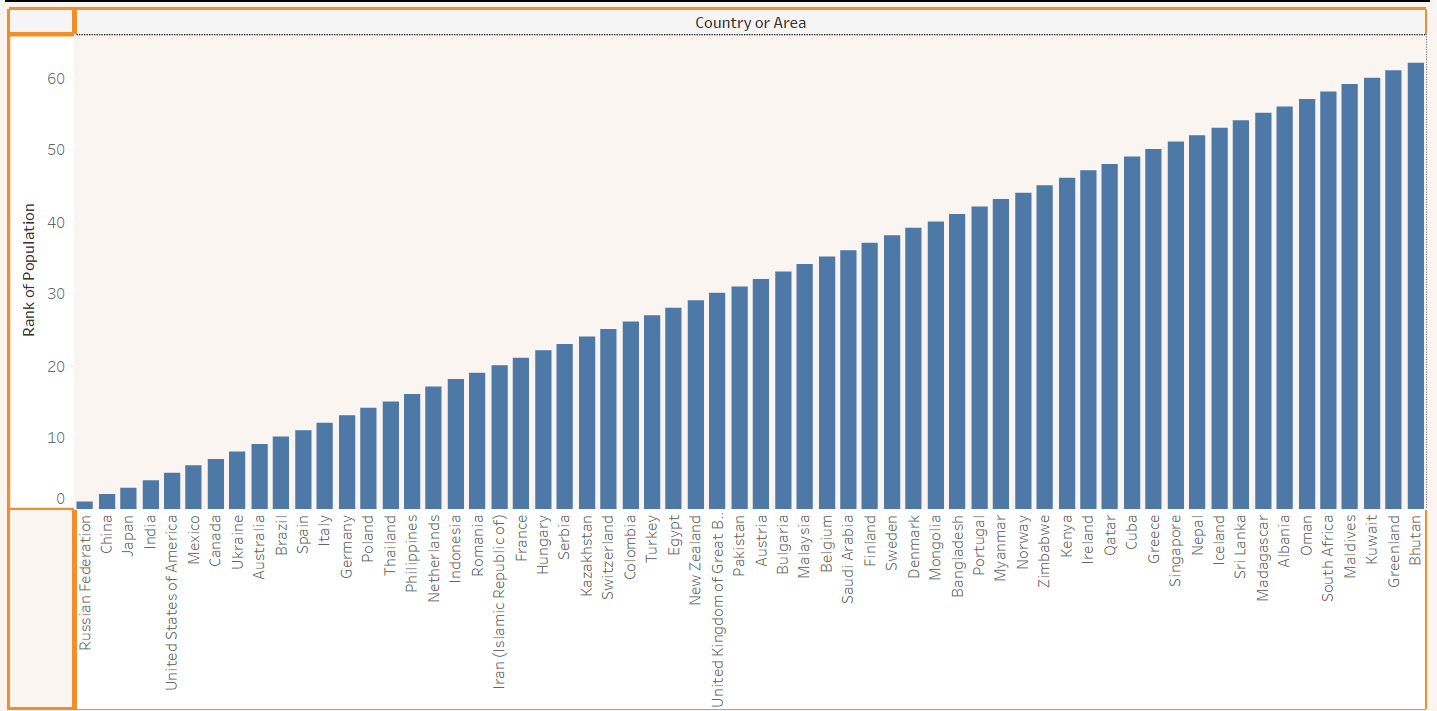 Country or Area
Rank of Population
60
50
40
30
20
10
0
Russian Federation
China
Japan
India
United States of America
Mexico
Canada
Ukraine
Australia
Brazil
Spain
Italy
Germany
Poland
Thailand
Philippines
Netherlands
Indonesia
Romania
Iran (Islamic Republic of)
France
Hungary
Serbia
Kazakhstan
Switzerland
Colombia
Turkey
Egypt
New Zealand
United Kingdom of Great B..
Pakistan
Austria
Bulgaria
Malaysia
Belgium
Saudi Arabia
Finland
Sweden
Denmark
Mongolia
Bangladesh
Portugal
Myanmar
Norway
Zimbabwe
Kenya
Ireland
Qatar
Cuba
Greece
Singapore
Nepal
Iceland
Sri Lanka
Madagascar
Albania
Oman
South Africa
Maldives
Kuwait
Greenland
Bhutan